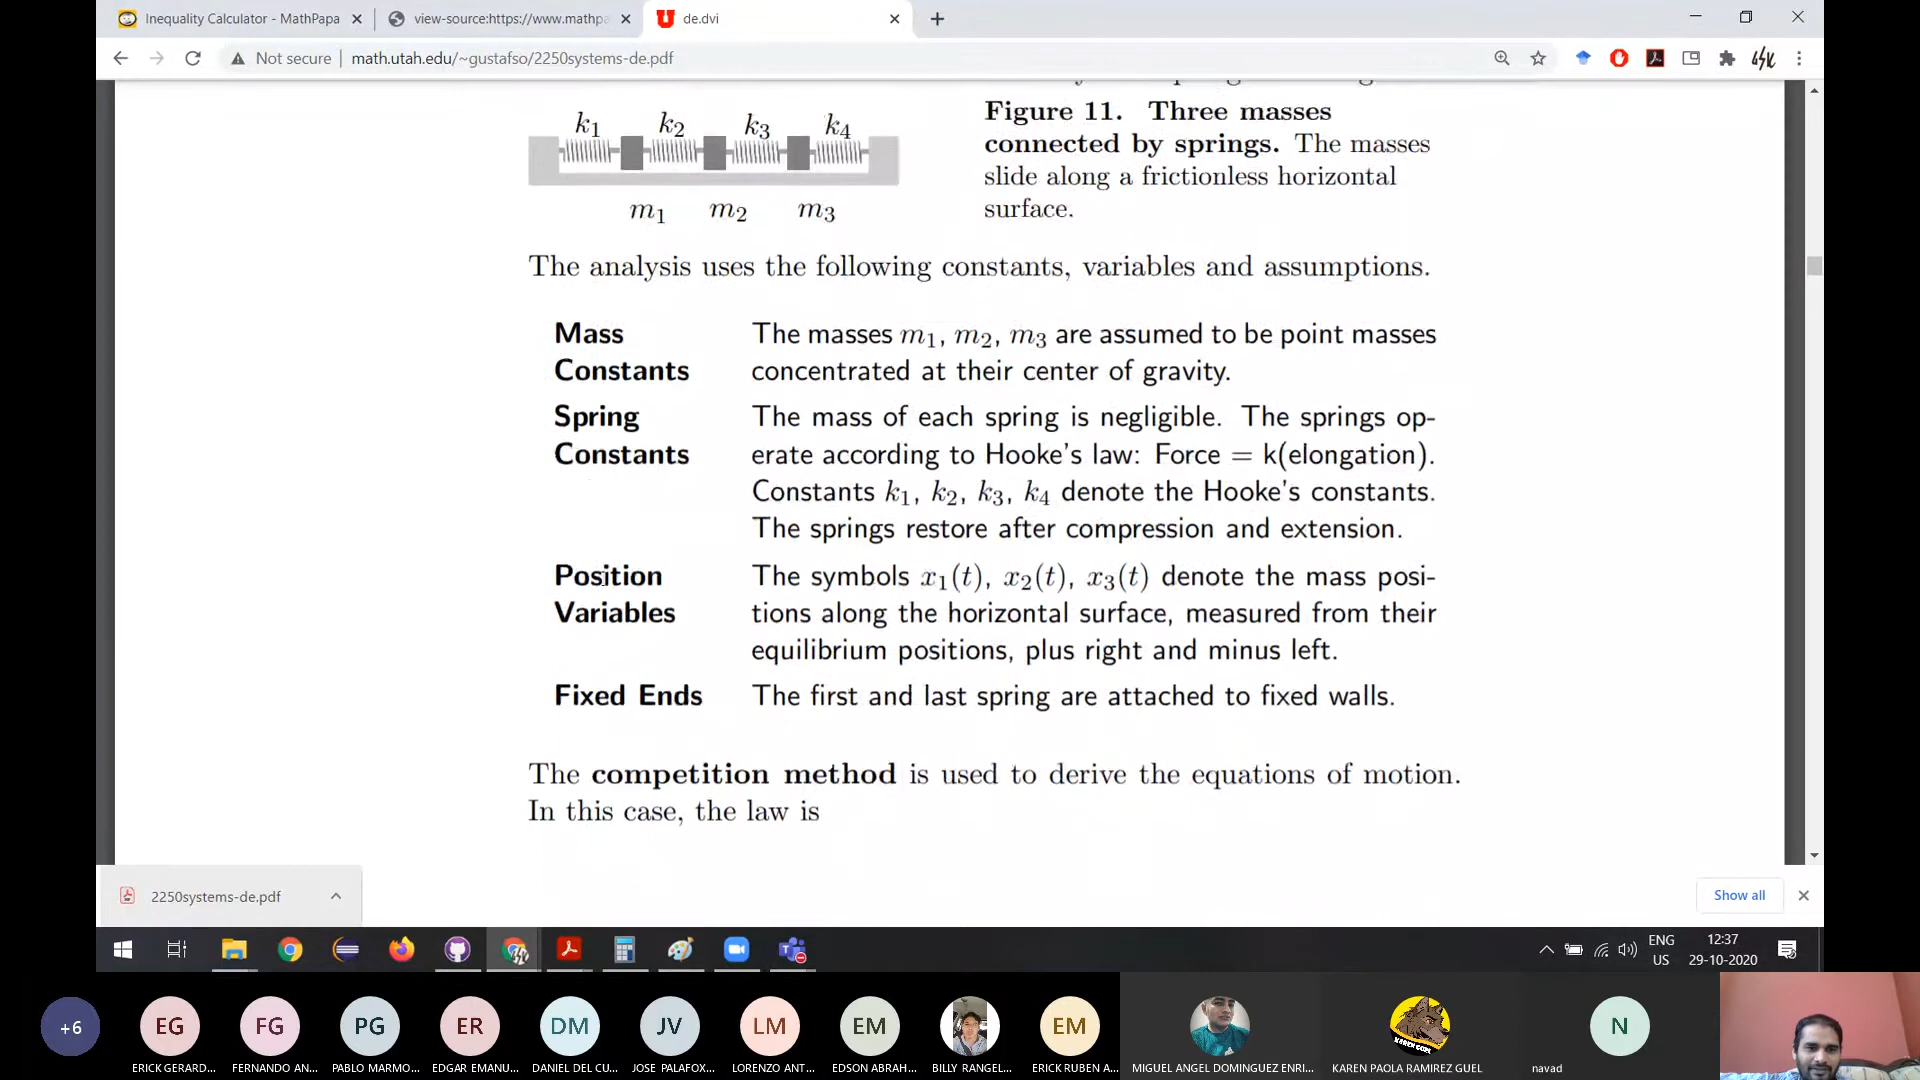 Inequality Calculator - MathPapa
view-source:https://www.mathpa
de.dvi
Not secure | math.utah.edu/~gustafso/2250systems-de.pdf
k1 k2 k3 k4
m1 m2 m3
Figure 11. Three masses
connected by springs. The masses
slide along a frictionless horizontal
surface.
The analysis uses the following constants, variables and assumptions.
Mass
Constants
The masses m1, m2, m3 are assumed to be point masses
concentrated at their center of gravity.
Spring
Constants
The mass of each spring is negligible. The springs op-
erate according to Hooke's law: Force = k(elongation).
Constants k1, k2, k3, k4 denote the Hooke's constants.
The springs restore after compression and extension.
Position
Variables
The symbols x1(t), x2(t), x3(t) denote the mass posi-
tions along the horizontal surface, measured from their
equilibrium positions, plus right and minus left.
Fixed Ends
The first and last spring are attached to fixed walls.
The competition method is used to derive the equations of motion.
In this case, the law is
2250systems-de.pdf
Show all
ENG
US
12:37
29-10-2020
+6
EG
FG
PG
ER
DM
JV
LM
EM
EM
KAREN GUEL
N
ERICK GERARD...
FERNANDO AN...
PABLO MARMO...
EDGAR EMANU...
DANIEL DEL CU...
JOSE PALAFOX...
LORENZO ANT...
EDSON ABRAH...
BILLY RANGEL...
ERICK RUBEN A...
MIGUEL ANGEL DOMINGUEZ ENRI...
KAREN PAOLA RAMIREZ GUEL
navad